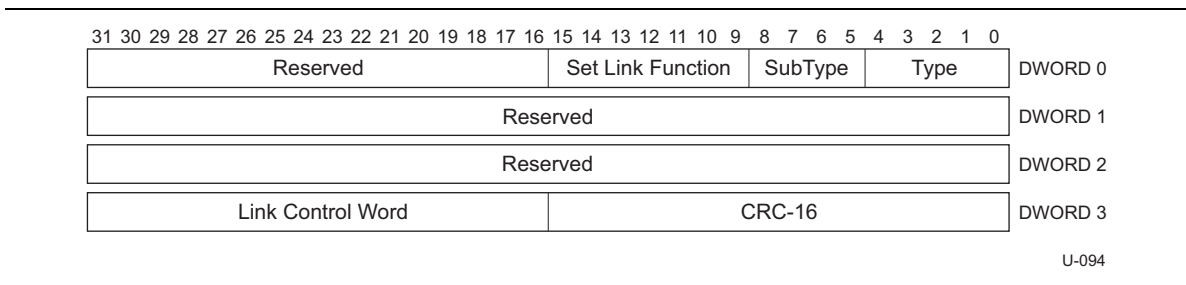 31 30 29 28 27 26 25 24 23 22 21 20 19 18 17 16 15 14 13 12 11 10 9 8 7 6 5 4 3 2 1 0
Reserved Set Link Function SubType Type DWORD 0
Reserved DWORD 1
Reserved DWORD 2
Link Control Word CRC-16 DWORD 3
U-094